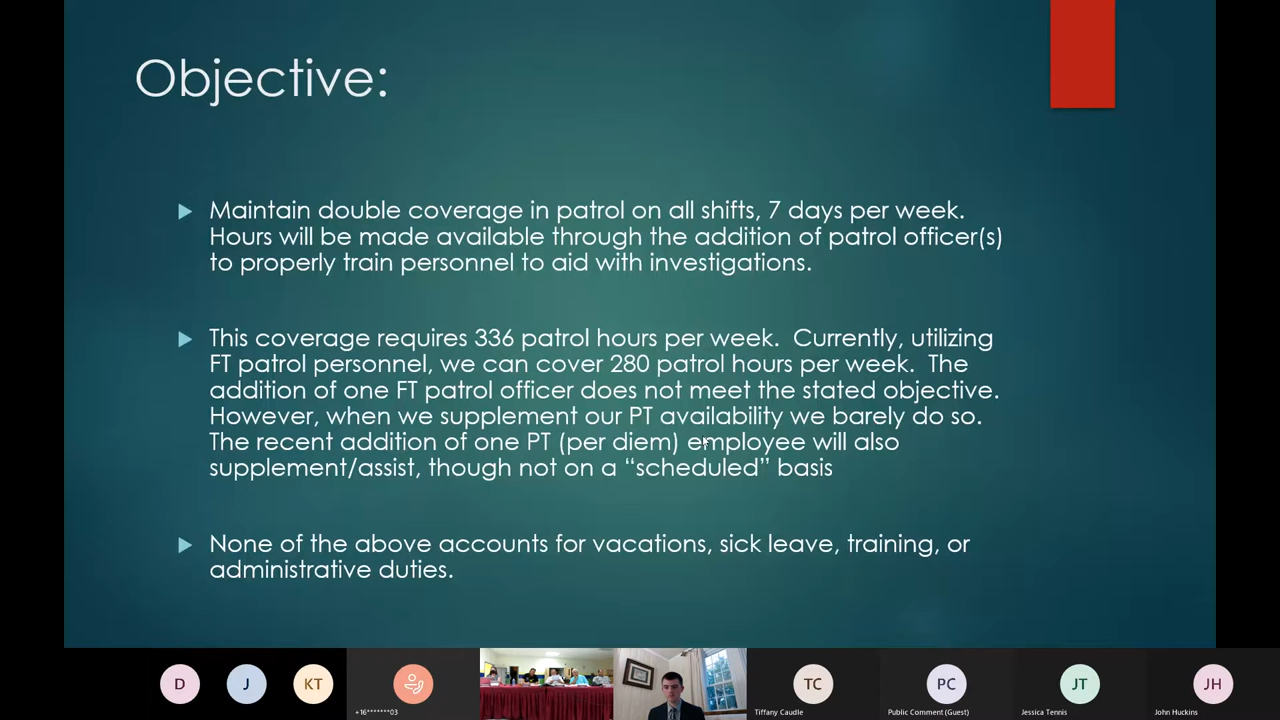 Objective:
Maintain double coverage in patrol on all shifts, 7 days per week.
Hours will be made available through the addition of patrol officer(s)
to properly train personnel to aid with investigations.
This coverage requires 336 patrol hours per week.  Currently, utilizing
FT patrol personnel, we can cover 280 patrol hours per week.  The
addition of one FT patrol officer does not meet the stated objective.
However, when we supplement our PT availability we barely do so.
The recent addition of one PT (per diem) employee will also
supplement/assist, though not on a “scheduled” basis
None of the above accounts for vacations, sick leave, training, or
administrative duties.
D
J
KT
+16*******03
TC
Tiffany Caudle
PC
Public Comment (Guest)
JT
Jessica Tennis
JH
John Huckins